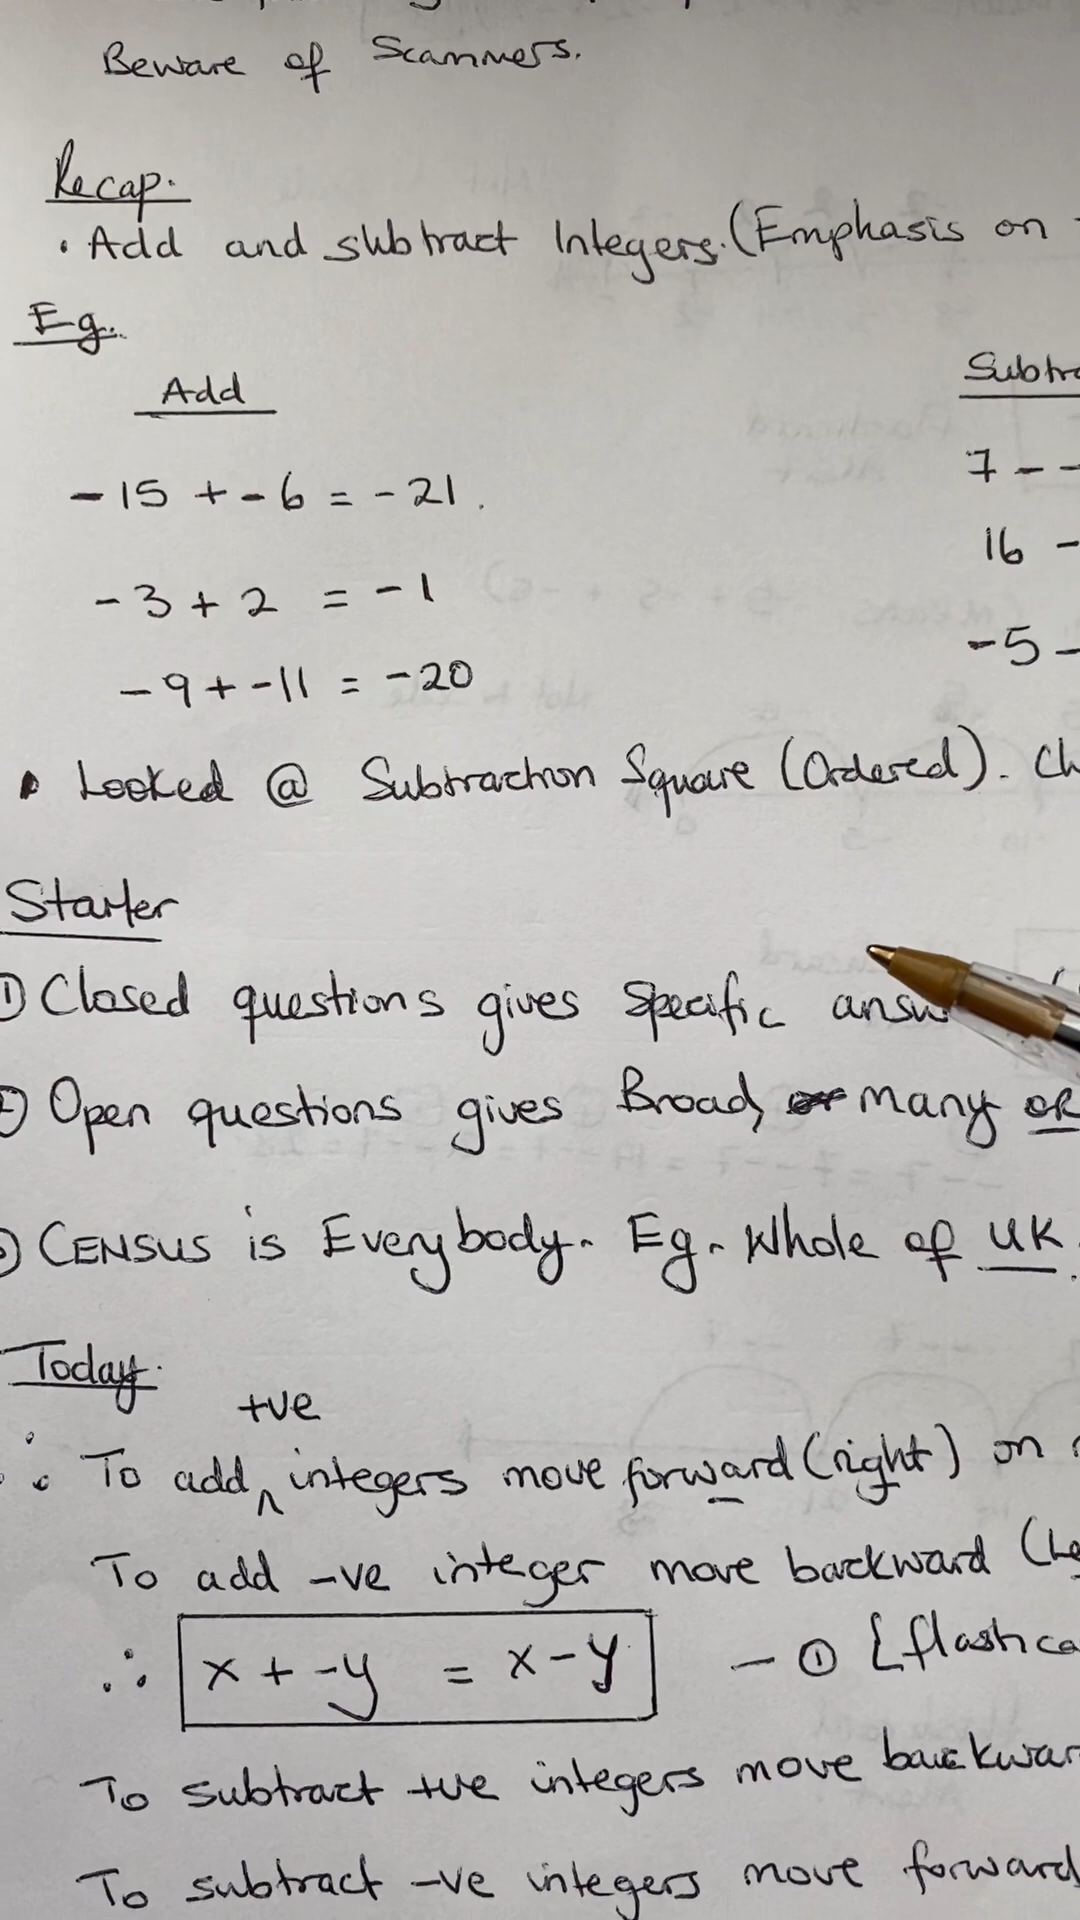 Beware of Scammers.
Recap.
• Add and subtract Integers. (Emphasis on
Eg.
Add
Subtra
-15 + -6 = -21.
7 - -
-3 + 2 = -1
16 -
-9 + -11 = -20
-5 -
• Looked @ Subtraction Square (Ordered). Ch
Starter
① Closed questions gives specific answ
② Open questions gives Broad, many OR
CENSUS is Everybody. Eg. Whole of UK.
Today.
+ve
∴ To add ^ integers move forward (right) on
To add -ve integer move backward (Le
∴ x + -y = x - y - ① {flashca
To subtract +ve integers move backwar
To subtract -ve integers move forward